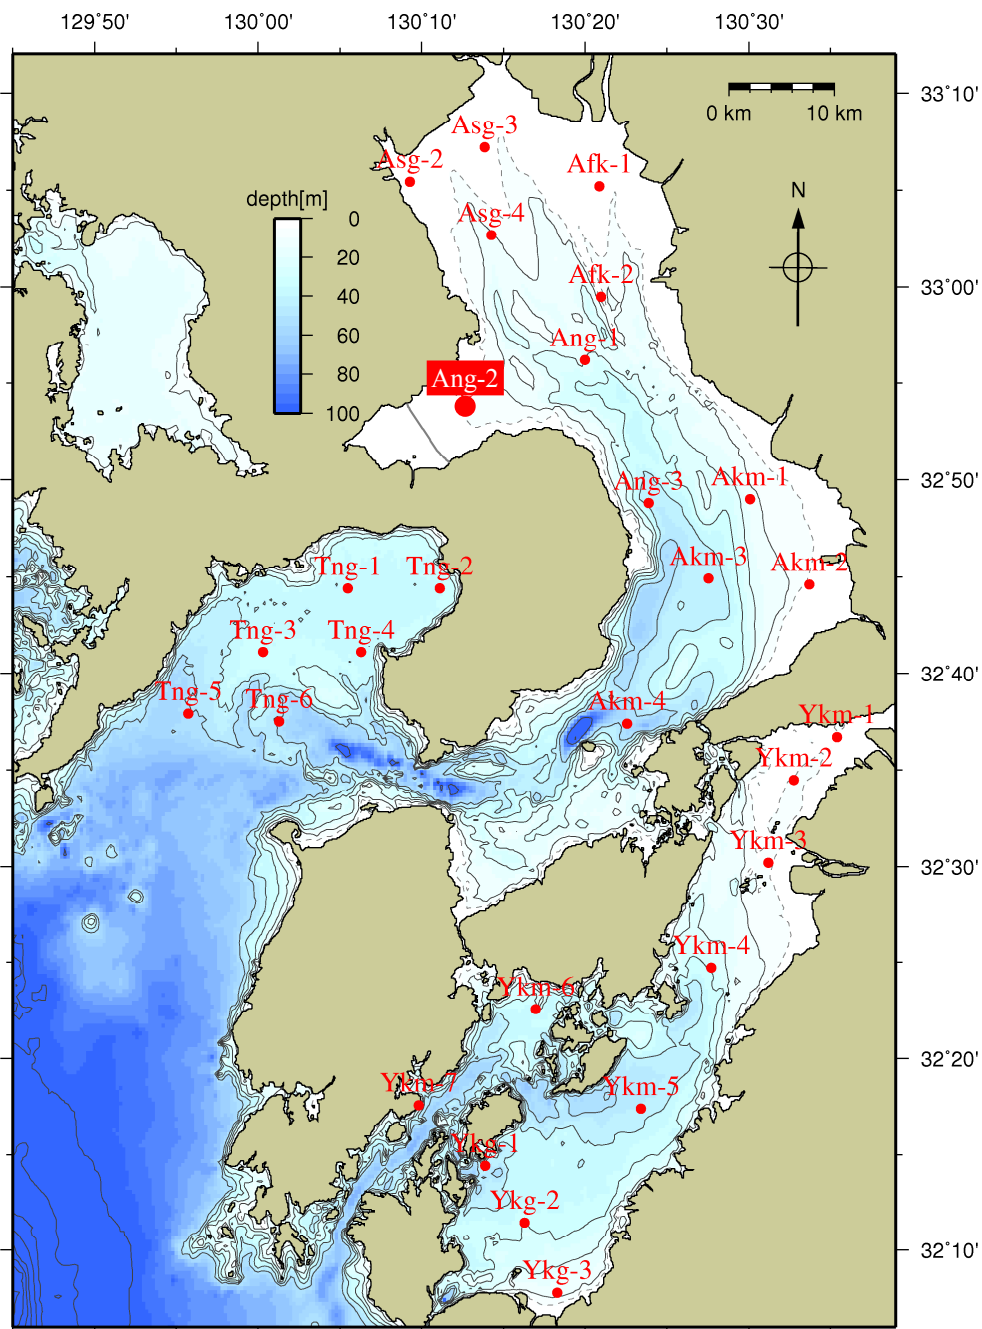 129˚50'
130˚00'
130˚10'
130˚20'
130˚30'
33˚10'
0 km
10 km
Asg-3
Asg-2
Afk-1
N
depth[m]
0
20
40
60
80
100
Asg-4
Afk-2
33˚00'
Ang-1
Ang-2
32˚50'
Ang-3
Akm-1
Tng-1
Tng-2
Akm-3
Akm-2
Tng-3
Tng-4
32˚40'
Tng-5
Tng-6
Akm-4
Ykm-1
Ykm-2
Ykm-3
32˚30'
Ykm-4
Ykm-6
32˚20'
Ykm-7
Ykm-5
Ykg-1
Ykg-2
32˚10'
Ykg-3